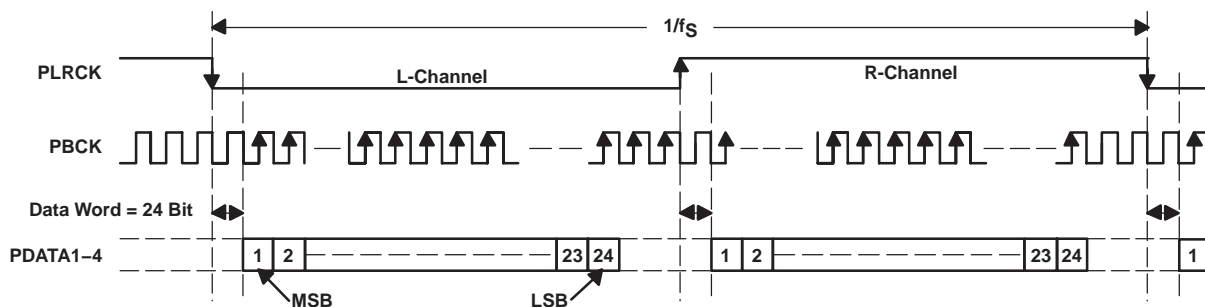 1/fS
PLRCK
L-Channel
R-Channel
PBCK
Data Word = 24 Bit
PDATA1–4
1 2 23 24 1 2 23 24 1
MSB
LSB